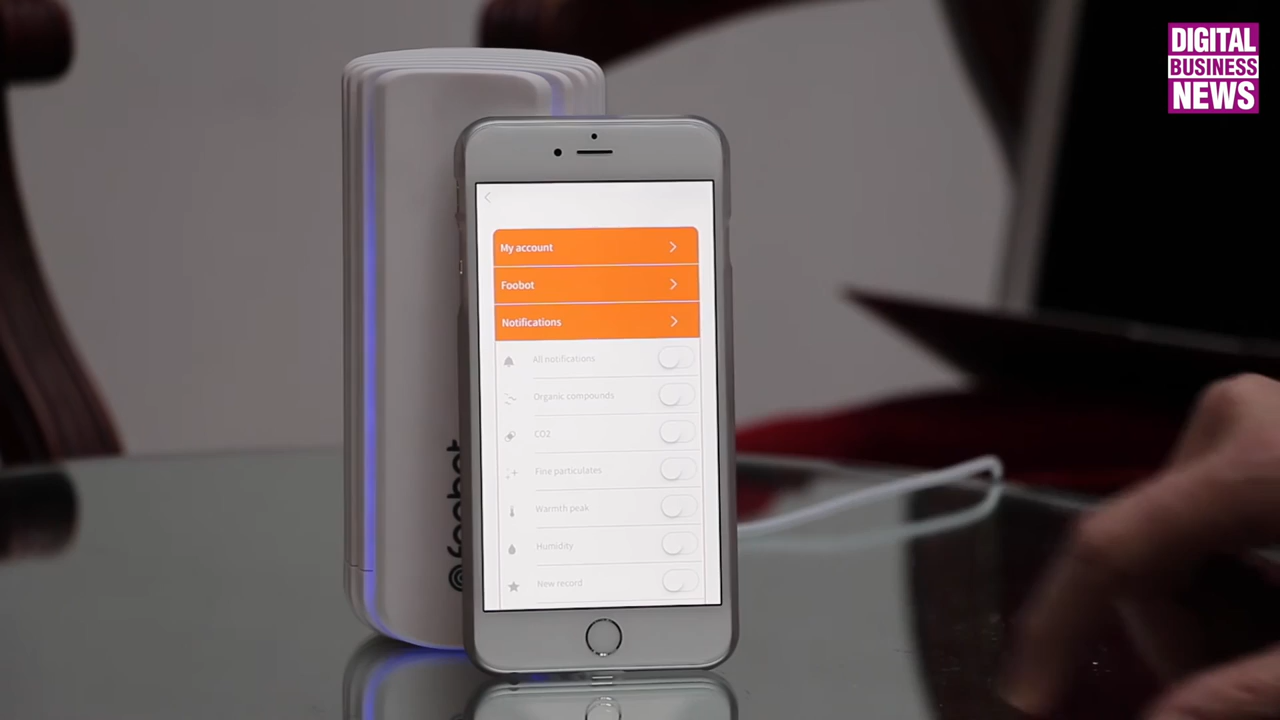 DIGITAL
BUSINESS
NEWS
My account
Foobot
Notifications
All notifications
Organic compounds
CO2
Fine particulates
Warmth peak
Humidity
New record
foobot